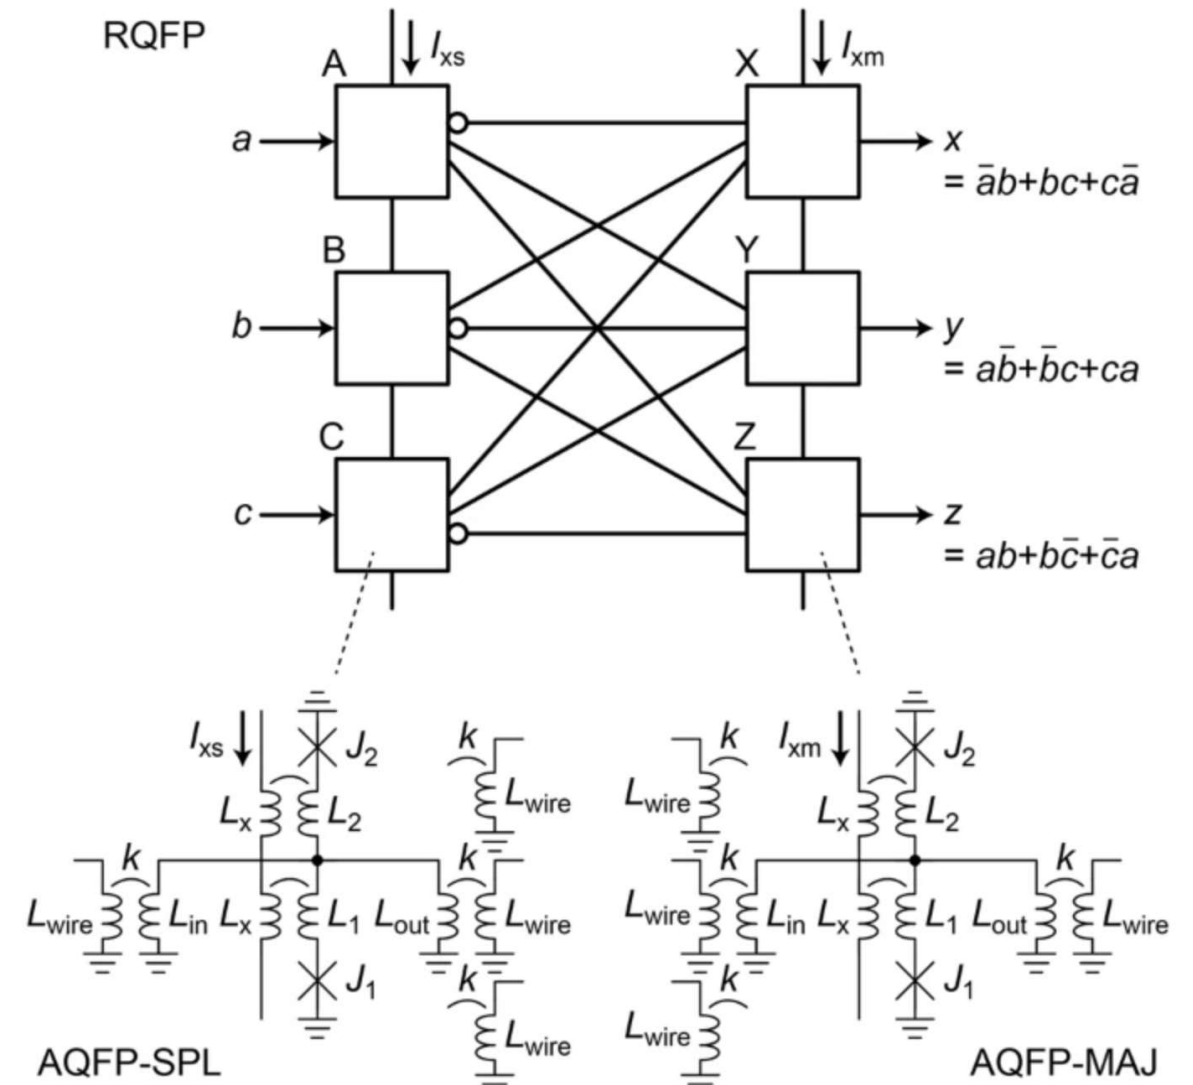 RQFP
Ixs
Ixm
A
X
a
x
= āb+bc+cā
B
Y
b
y
= ab̄+b̄c+ca
C
Z
c
z
= ab+bc̄+c̄a
Ixs
J2
k
k
Ixm
J2
Lx
L2
Lwire
Lwire
Lx
L2
k
k
k
k
Lwire
Lin
Lx
L1
Lout
Lwire
Lwire
Lin
Lx
L1
Lout
Lwire
J1
k
k
J1
Lwire
Lwire
AQFP-SPL
AQFP-MAJ